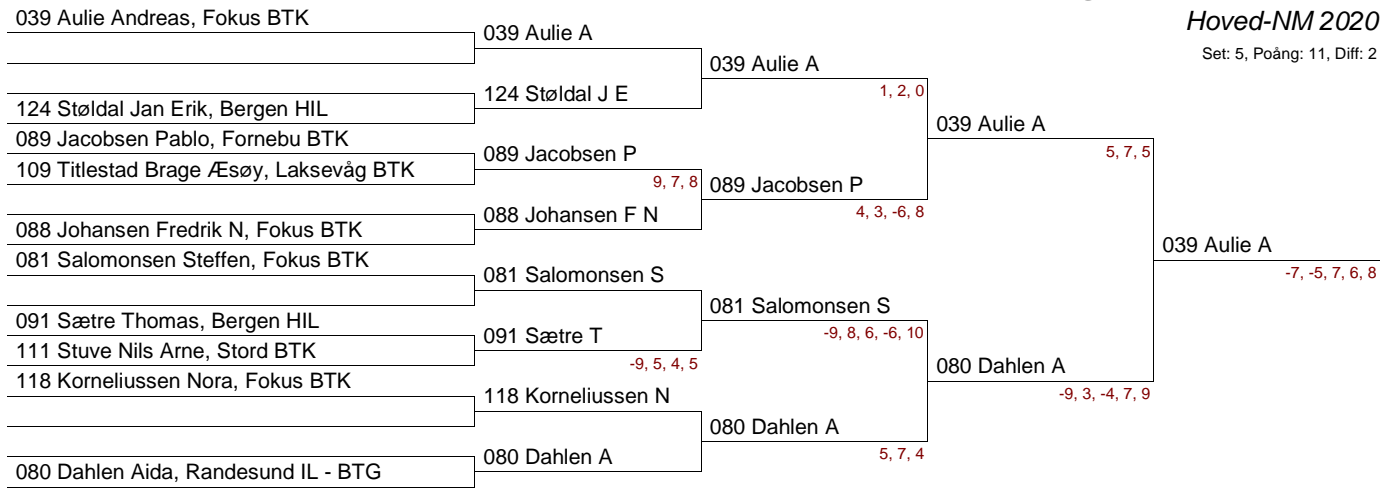 Hoved-NM 2020
Set: 5, Poång: 11, Diff: 2
039 Aulie Andreas, Fokus BTK
124 Støldal Jan Erik, Bergen HIL
089 Jacobsen Pablo, Fornebu BTK
109 Titlestad Brage Æsøy, Laksevåg BTK
088 Johansen Fredrik N, Fokus BTK
081 Salomonsen Steffen, Fokus BTK
091 Sætre Thomas, Bergen HIL
111 Stuve Nils Arne, Stord BTK
118 Korneliussen Nora, Fokus BTK
080 Dahlen Aida, Randesund IL - BTG
039 Aulie A
124 Støldal J E
089 Jacobsen P
9, 7, 8
088 Johansen F N
081 Salomonsen S
091 Sætre T
-9, 5, 4, 5
118 Korneliussen N
080 Dahlen A
039 Aulie A
1, 2, 0
089 Jacobsen P
4, 3, -6, 8
081 Salomonsen S
-9, 8, 6, -6, 10
080 Dahlen A
5, 7, 4
039 Aulie A
5, 7, 5
080 Dahlen A
-9, 3, -4, 7, 9
039 Aulie A
-7, -5, 7, 6, 8